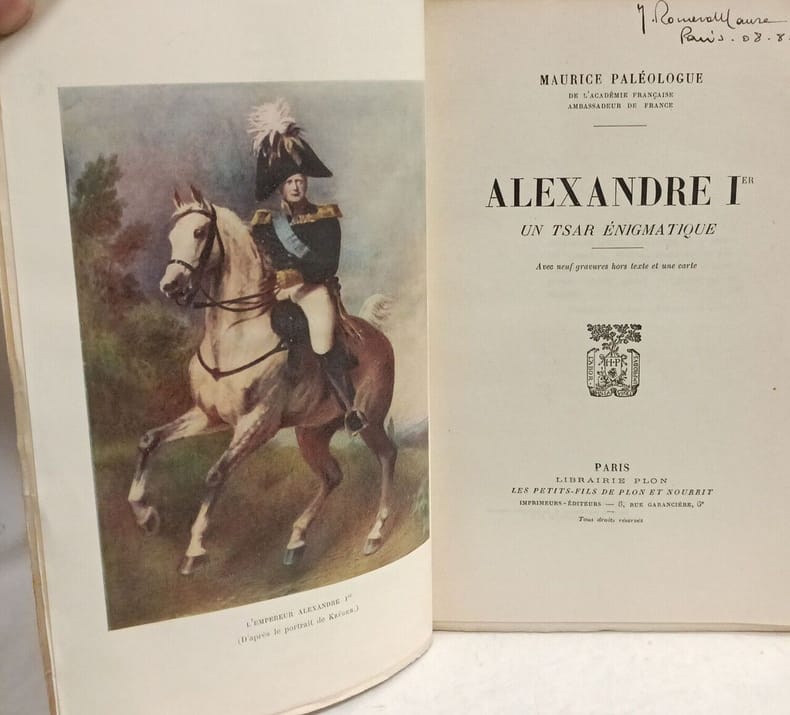 L'EMPEREUR ALEXANDRE Iᵉʳ
(D'après le portrait de KRÜGER.)
Paris. 08.8
MAURICE PALÉOLOGUE
DE L'ACADÉMIE FRANÇAISE
AMBASSADEUR DE FRANCE
ALEXANDRE Iᴱᴿ
UN TSAR ÉNIGMATIQUE
Avec neuf gravures hors texte et une carte
LABOR
H·P
IMPROBUS
PARIS
LIBRAIRIE PLON
LES PETITS-FILS DE PLON ET NOURRIT
IMPRIMEURS-ÉDITEURS — 8, RUE GARANCIÈRE, 6ᵉ
Tous droits réservés